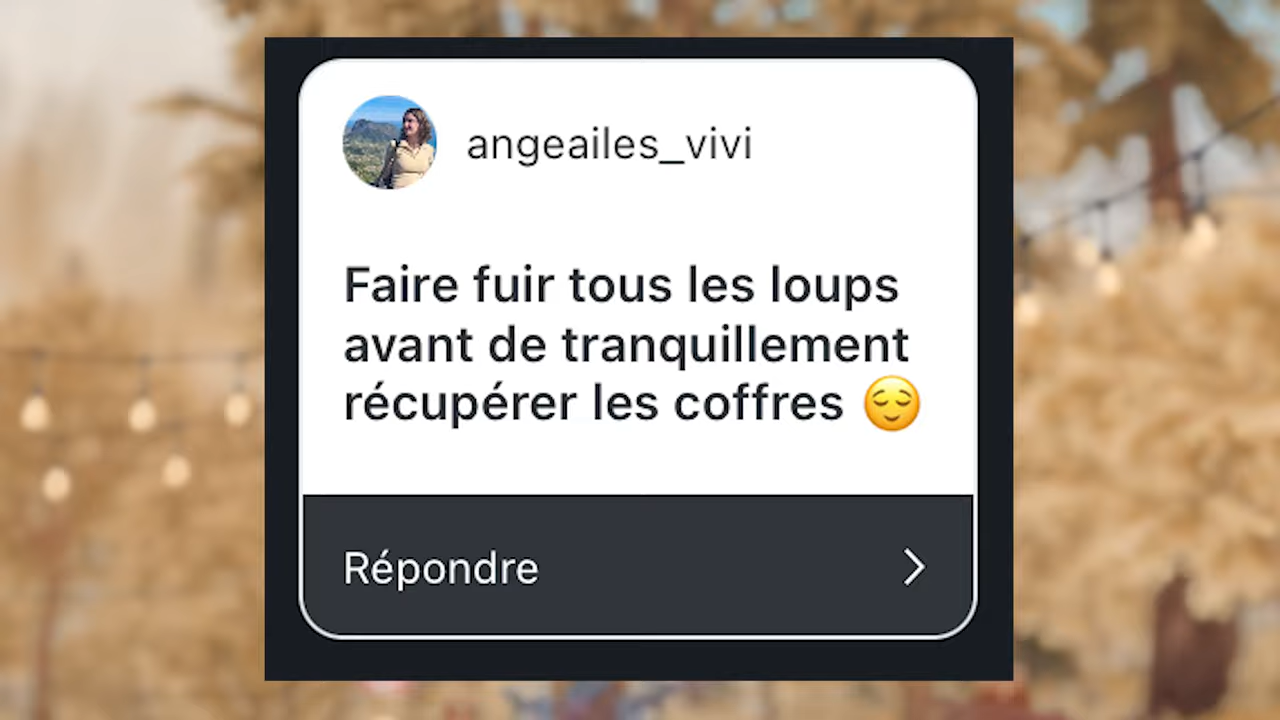 angeailes_vivi
Faire fuir tous les loups
avant de tranquillement
récupérer les coffres 😌
Répondre